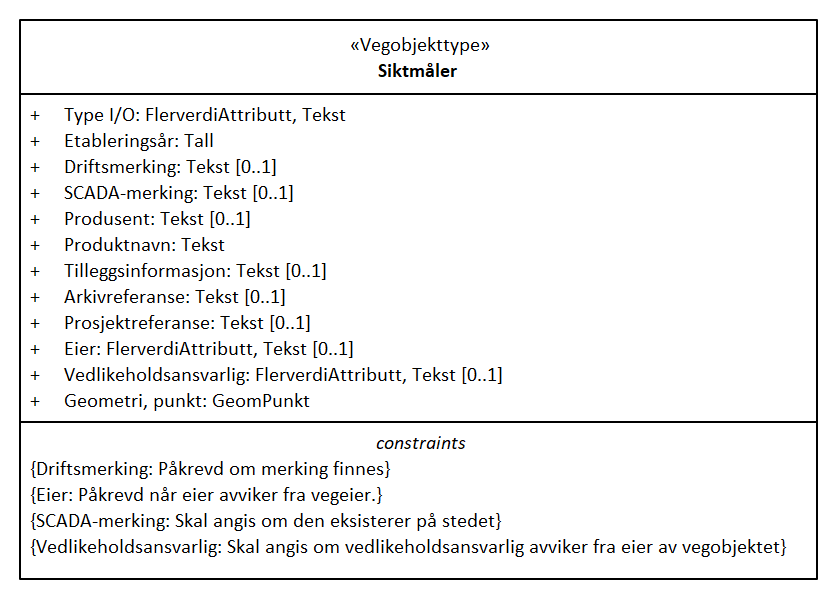 «Vegobjekttype»
Siktmåler
+ Type I/O: FlerverdiAttributt, Tekst
+ Etableringsår: Tall
+ Driftsmerking: Tekst [0..1]
+ SCADA-merking: Tekst [0..1]
+ Produsent: Tekst [0..1]
+ Produktnavn: Tekst
+ Tilleggsinformasjon: Tekst [0..1]
+ Arkivreferanse: Tekst [0..1]
+ Prosjektreferanse: Tekst [0..1]
+ Eier: FlerverdiAttributt, Tekst [0..1]
+ Vedlikeholdsansvarlig: FlerverdiAttributt, Tekst [0..1]
+ Geometri, punkt: GeomPunkt
constraints
{Driftsmerking: Påkrevd om merking finnes}
{Eier: Påkrevd når eier avviker fra vegeier.}
{SCADA-merking: Skal angis om den eksisterer på stedet}
{Vedlikeholdsansvarlig: Skal angis om vedlikeholdsansvarlig avviker fra eier av vegobjektet}